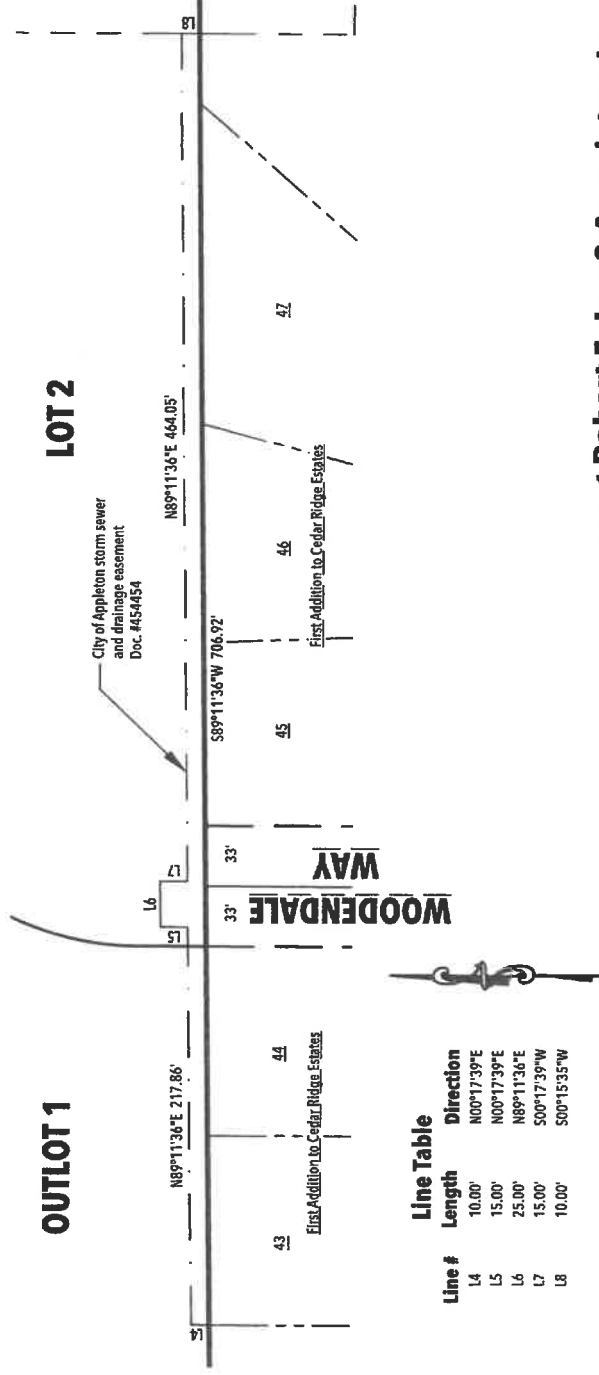 OUTLOT 1
LOT 2
City of Appleton storm sewer
and drainage easement
Doc. #454454
N89°11'36"E 217.86'
N89°11'36"E 464.05'
S89°11'36"W 706.92'
L4
L5
L6
L7
L8
33'
33'
WOODENDALE
WAY
43
44
45
46
47
First Addition to Cedar Ridge Estates
First Addition to Cedar Ridge Estates
Line Table
Line # Length Direction
L4 10.00' N00°17'39"E
L5 15.00' N00°17'39"E
L6 25.00' N89°11'36"E
L7 15.00' S00°17'39"W
L8 10.00' S00°15'35"W